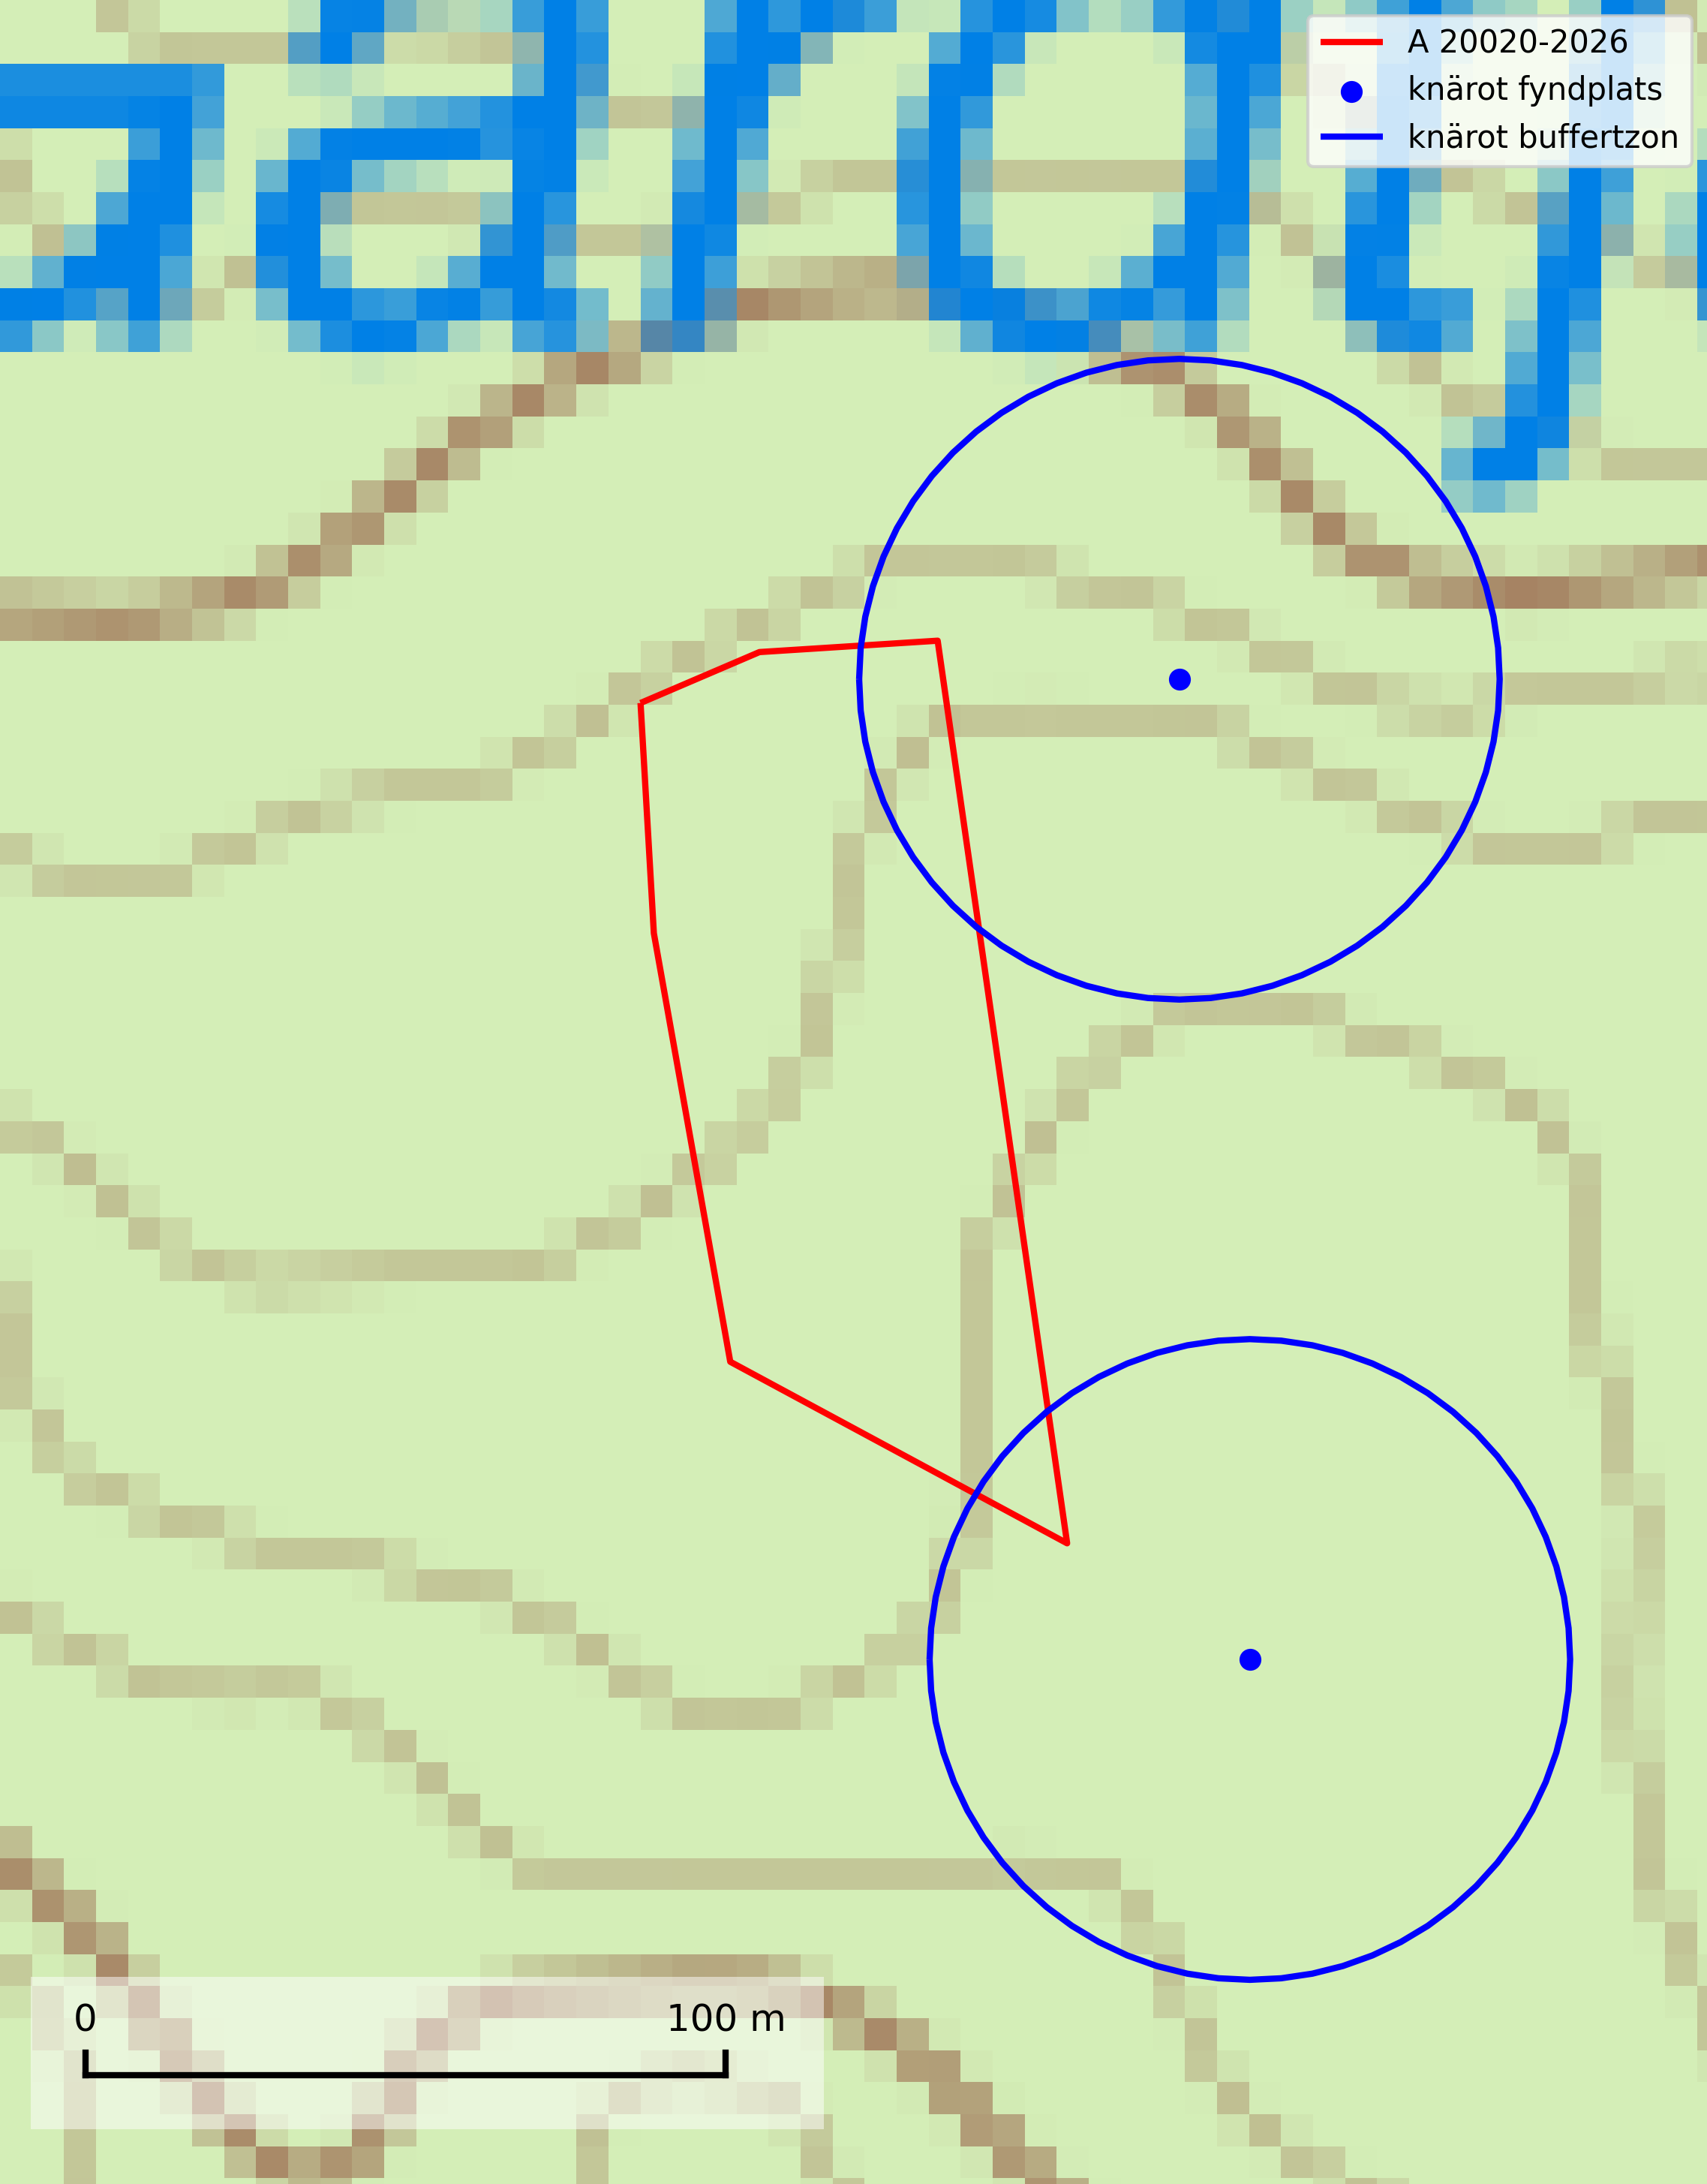 A 20020-2026
knärot fyndplats
knärot buffertzon
0 100 m